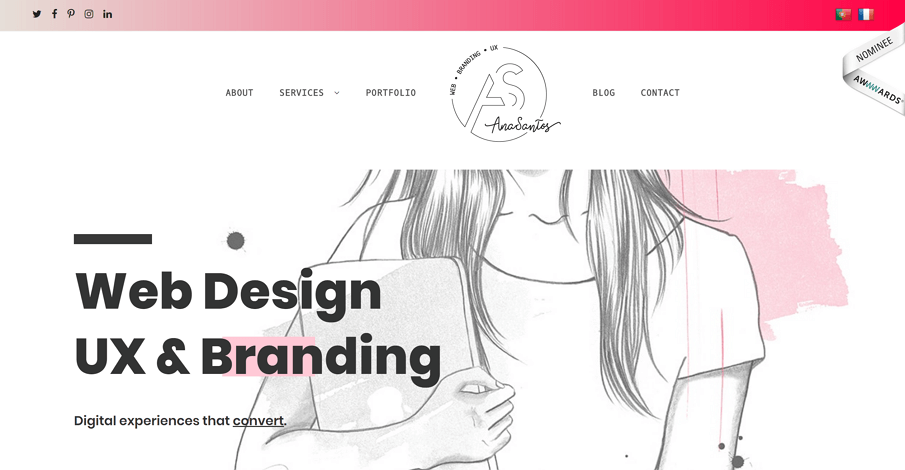 NOMINEE
AWWWARDS
ABOUT
SERVICES
PORTFOLIO
WEB • BRANDING • UX
AS
AnaSantos
BLOG
CONTACT
Web Design
UX & Branding
Digital experiences that convert.